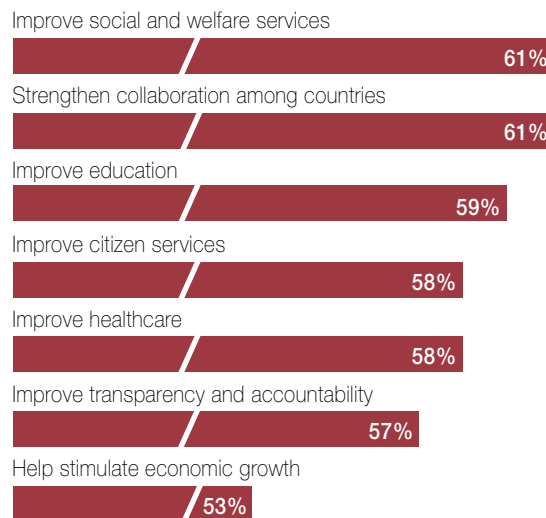 Improve social and welfare services
61%
Strengthen collaboration among countries
61%
Improve education
59%
Improve citizen services
58%
Improve healthcare
58%
Improve transparency and accountability
57%
Help stimulate economic growth
53%